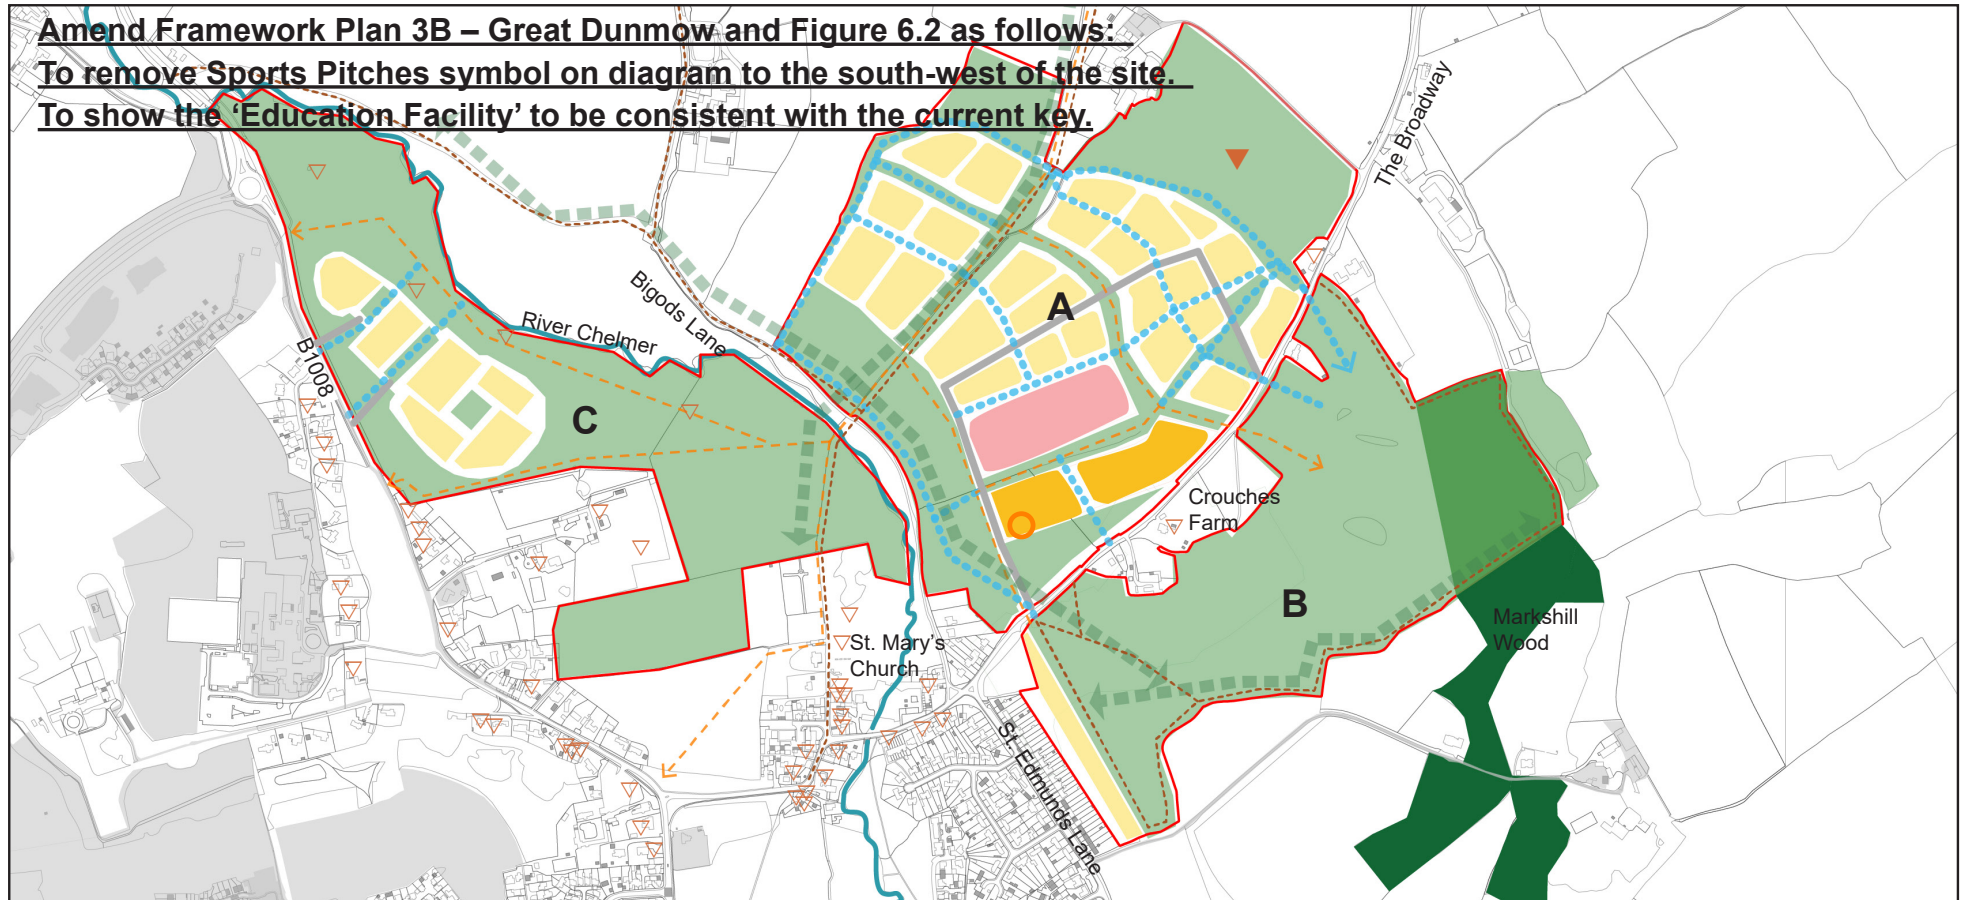 Amend Framework Plan 3B – Great Dunmow and Figure 6.2 as follows:
To remove Sports Pitches symbol on diagram to the south-west of the site.
To show the ‘Education Facility’ to be consistent with the current key.
The Broadway
Bigods Lane
River Chelmer
A
B1008
C
Crouches
Farm
B
Markshill
Wood
St. Mary’s
Church
St. Edmunds Lane